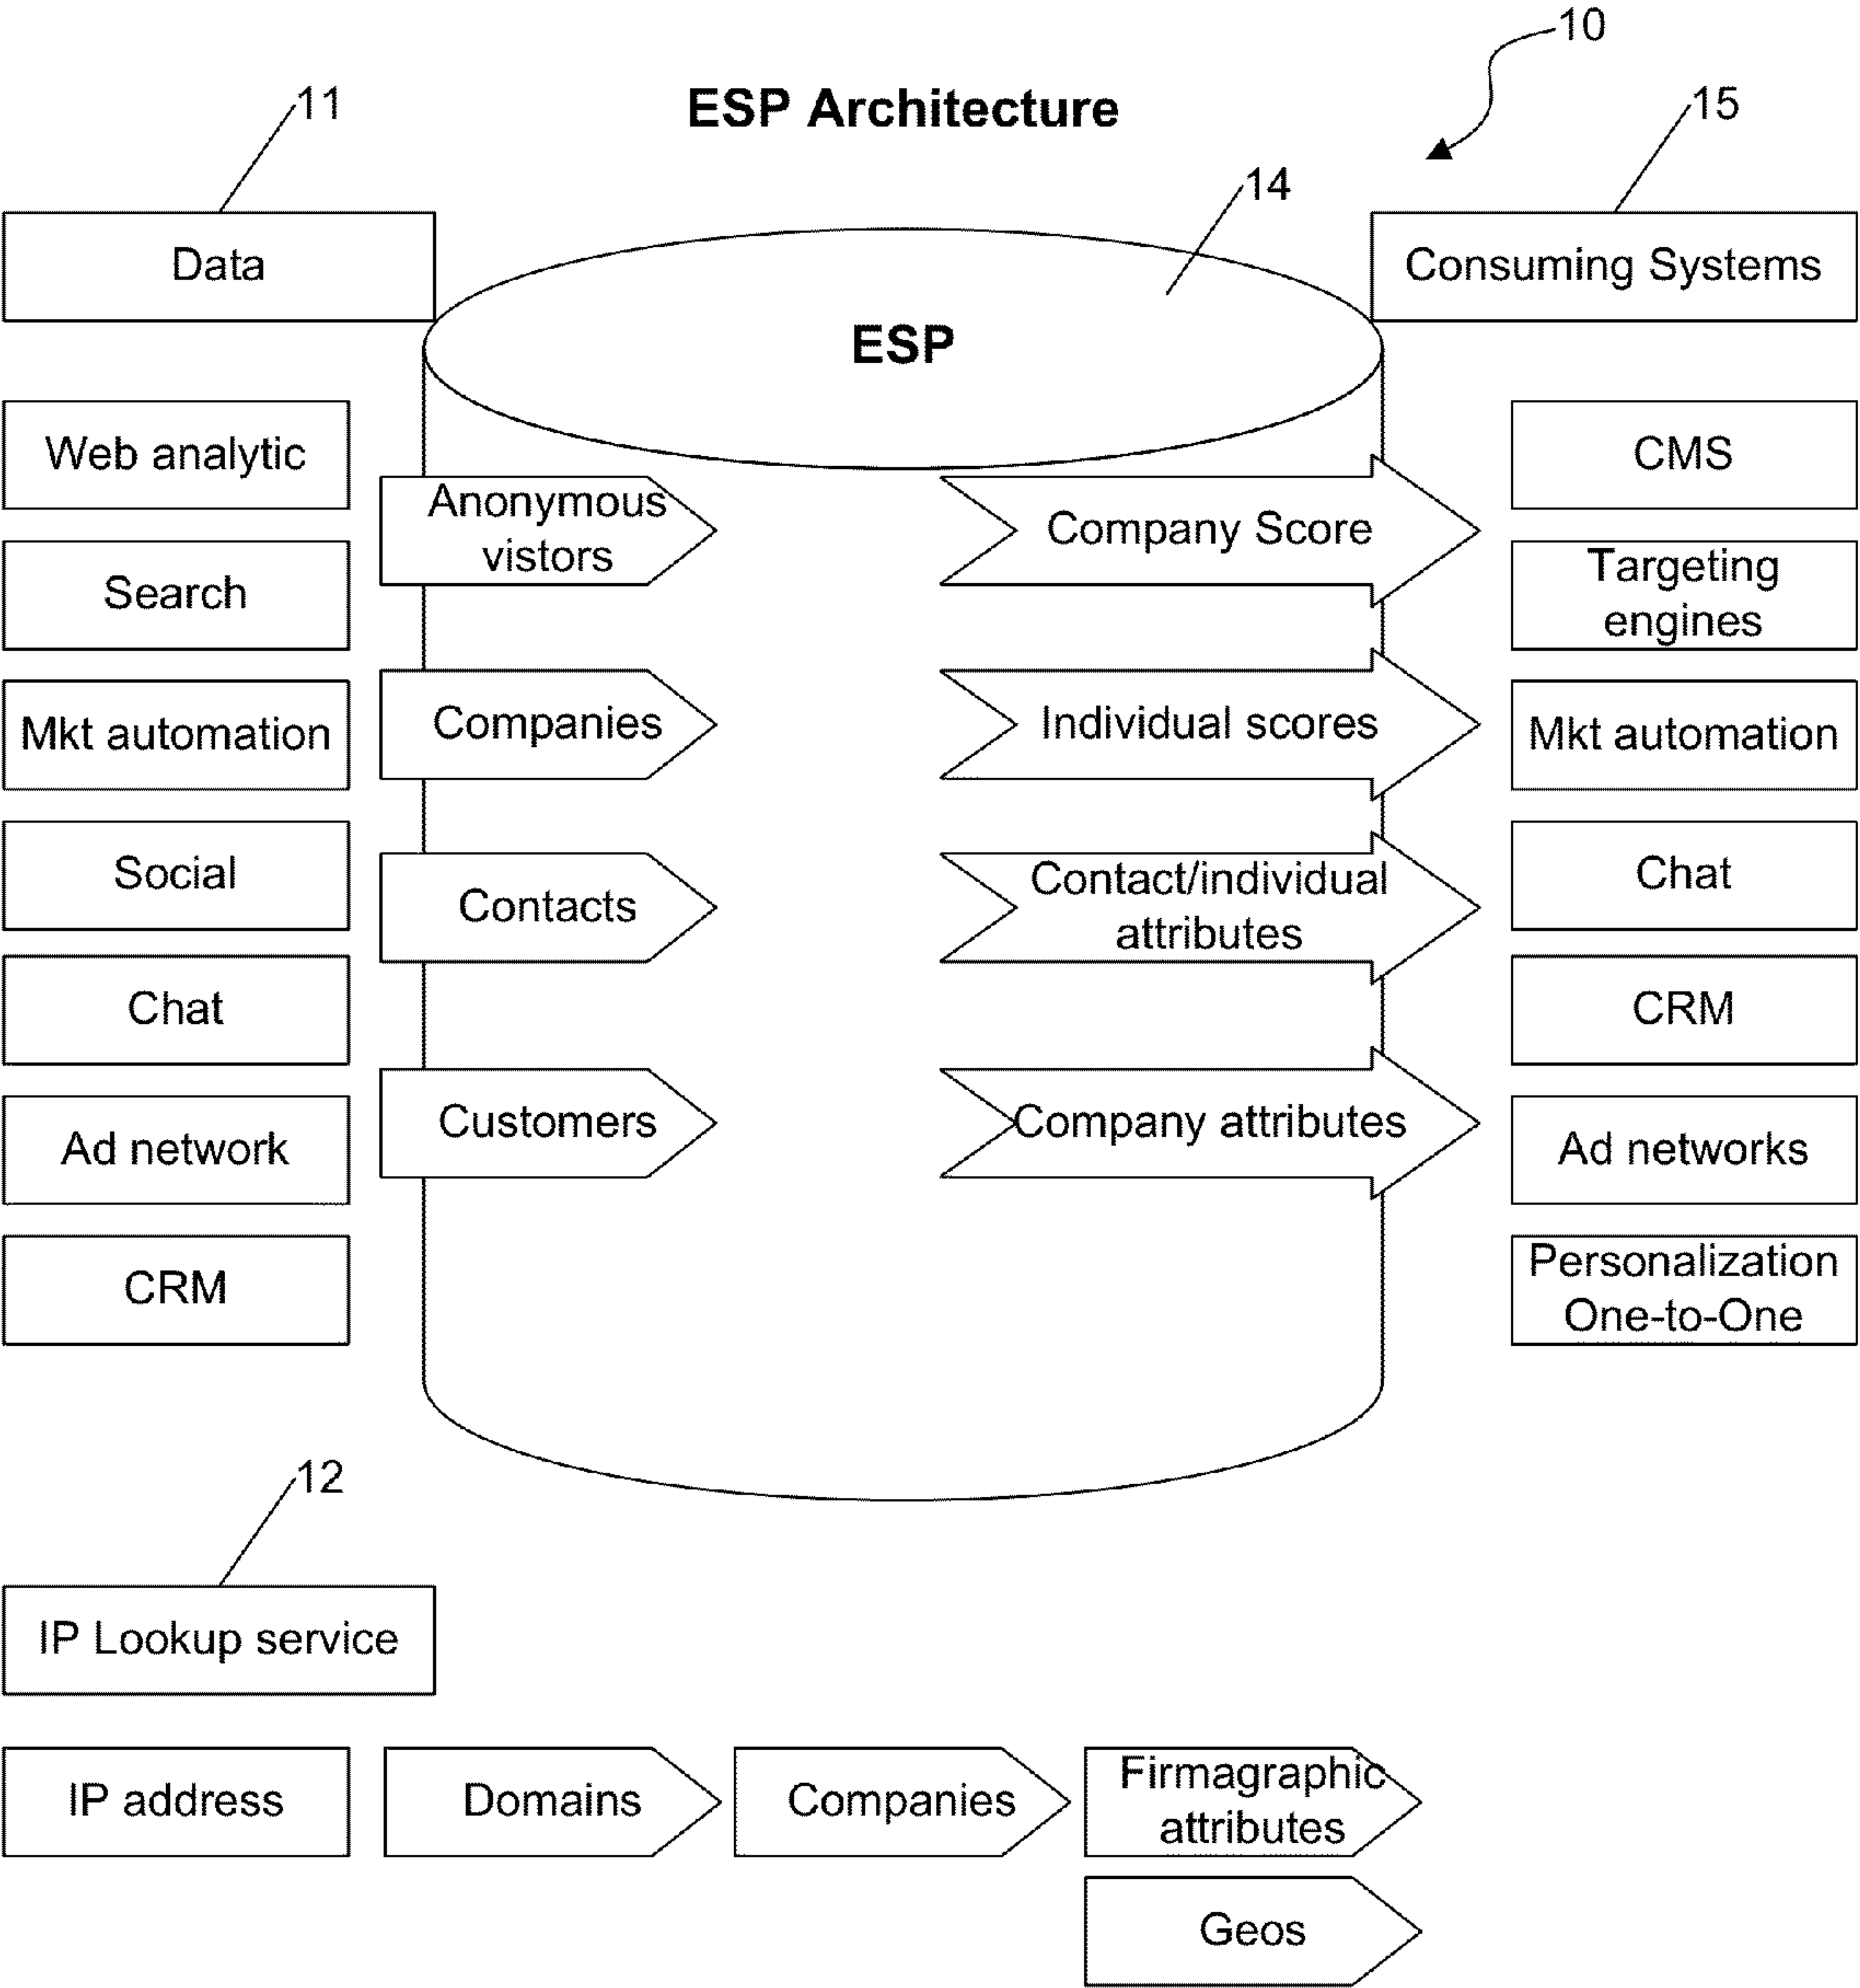 10
11
ESP Architecture
15
14
Data
Consuming Systems
ESP
Web analytic
CMS
Anonymous
vistors
Company Score
Search
Targeting
engines
Mkt automation
Companies
Individual scores
Mkt automation
Social
Contacts
Contact/individual
attributes
Chat
Chat
CRM
Ad network
Customers
Company attributes
Ad networks
CRM
Personalization
One-to-One
12
IP Lookup service
IP address
Domains
Companies
Firmagraphic
attributes
Geos